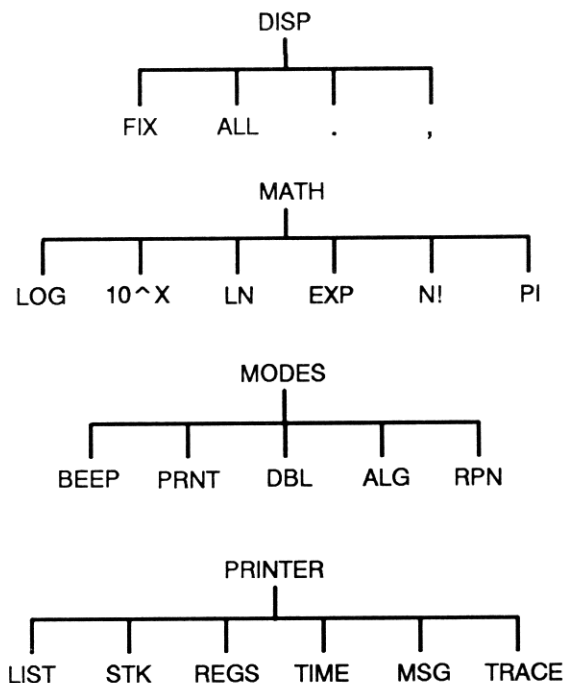 DISP
FIX ALL . ,
MATH
LOG 10^X LN EXP N! PI
MODES
BEEP PRNT DBL ALG RPN
PRINTER
LIST STK REGS TIME MSG TRACE